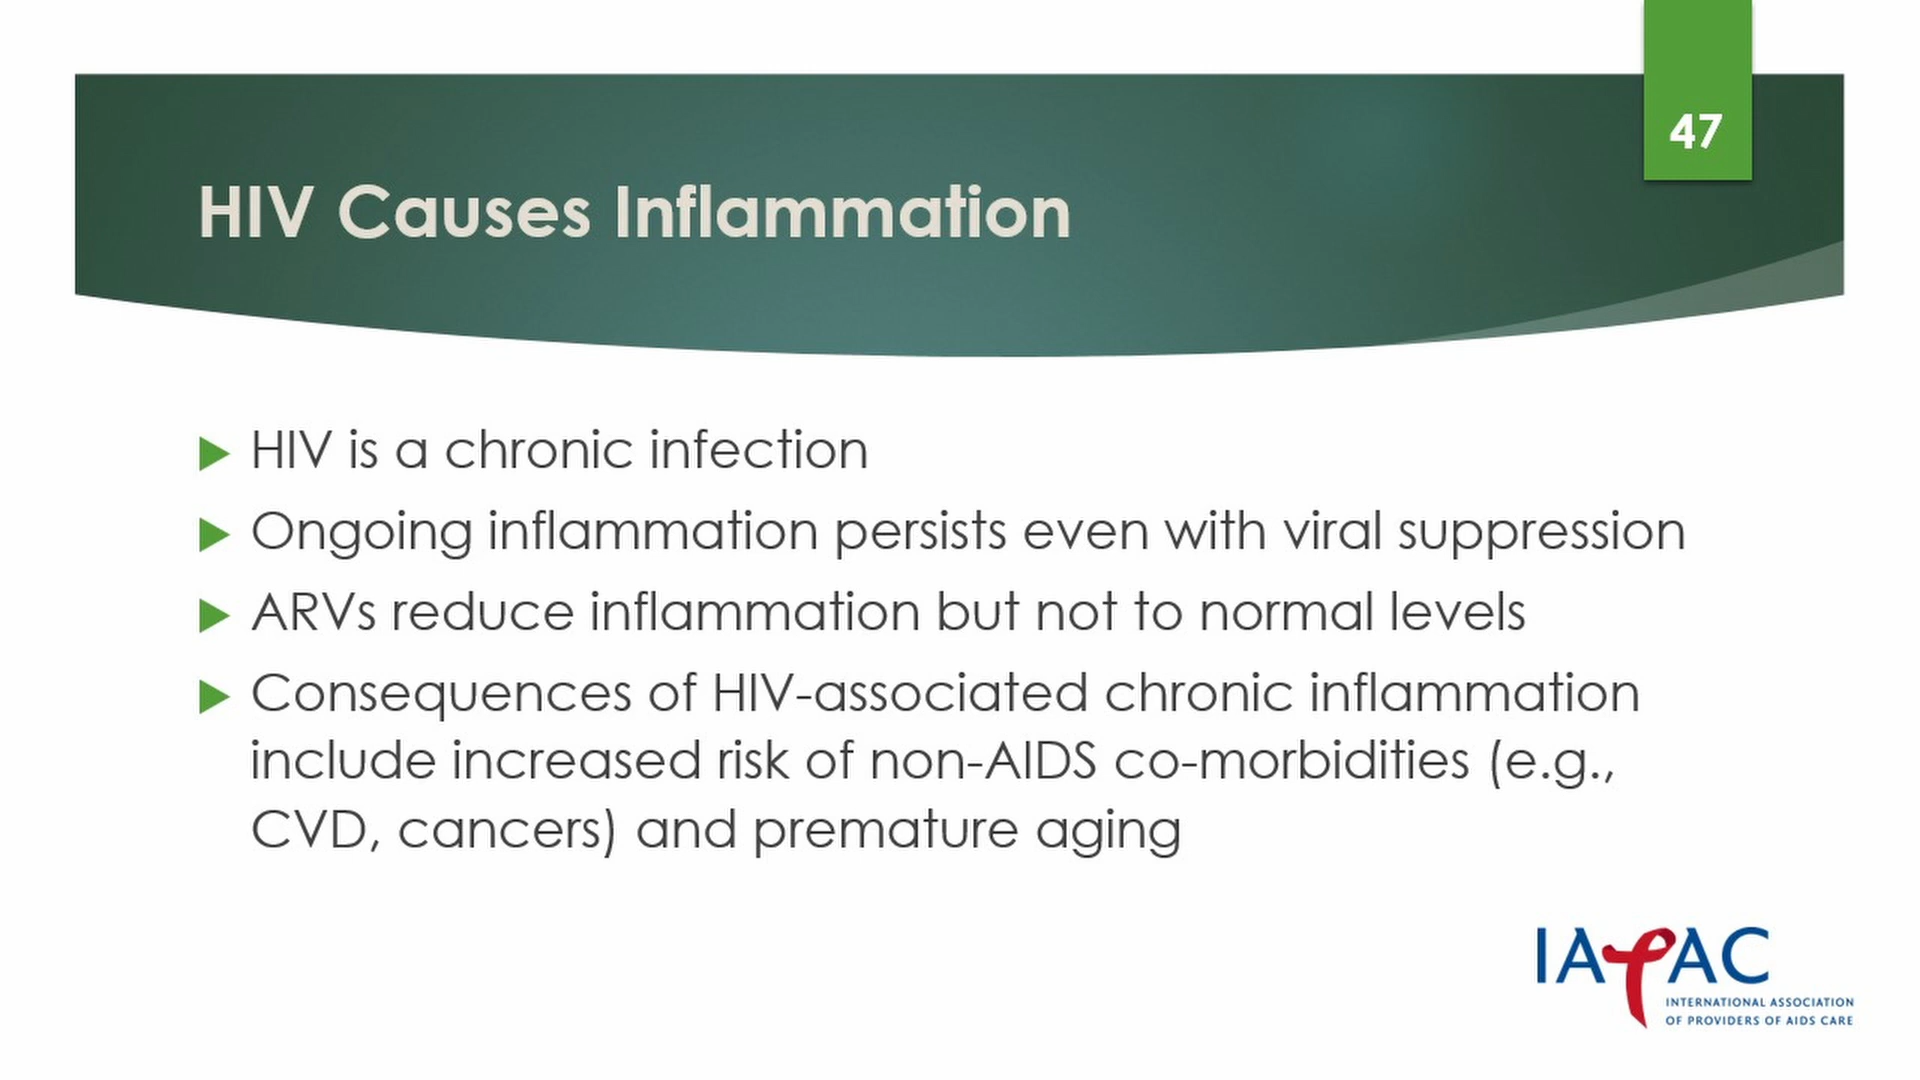 47
HIV Causes Inflammation
HIV is a chronic infection
Ongoing inflammation persists even with viral suppression
ARVs reduce inflammation but not to normal levels
Consequences of HIV-associated chronic inflammation
include increased risk of non-AIDS co-morbidities (e.g.,
CVD, cancers) and premature aging
IAPAC
INTERNATIONAL ASSOCIATION
OF PROVIDERS OF AIDS CARE